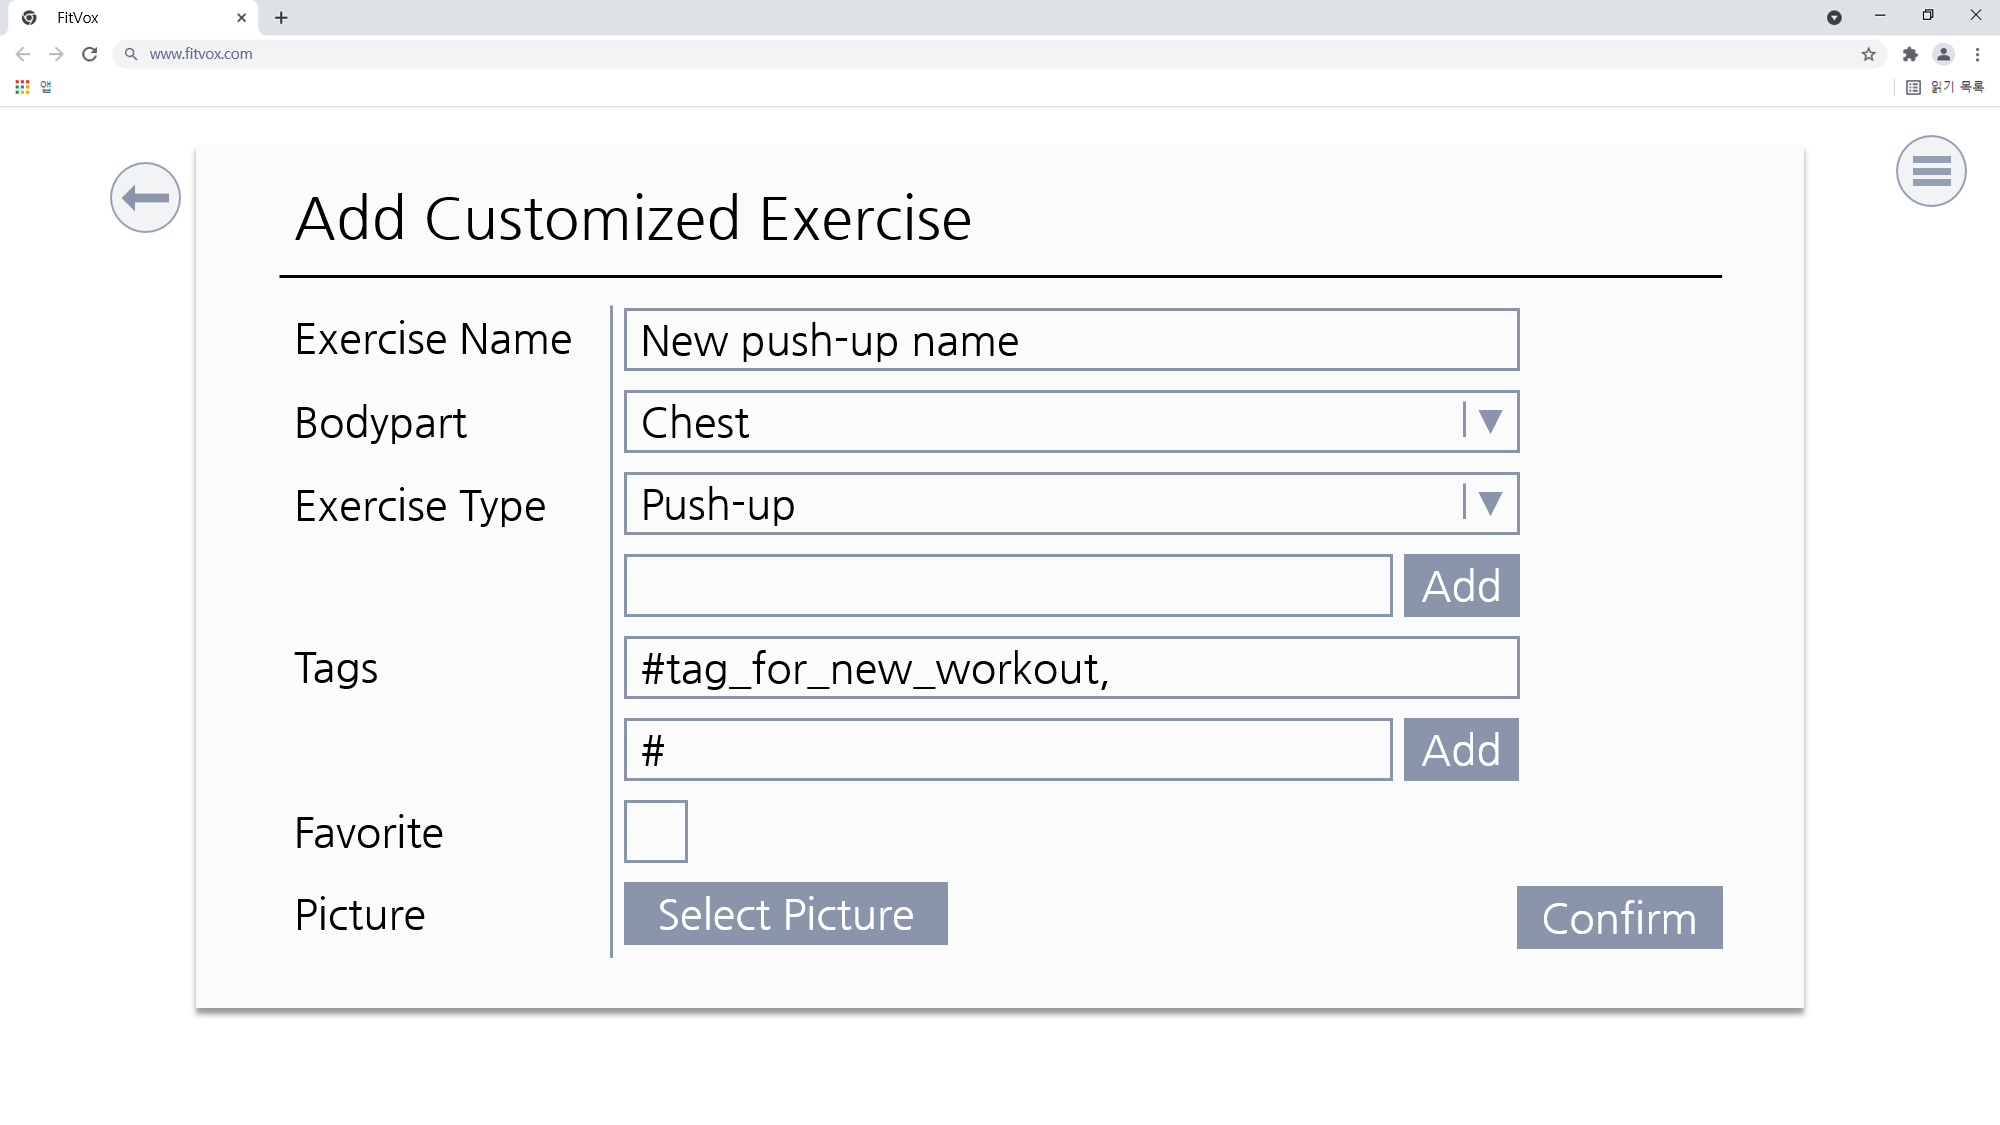 FitVox
www.fitvox.com
앱
읽기 목록
Add Customized Exercise
Exercise Name
New push-up name
Bodypart
Chest
Exercise Type
Push-up
Add
Tags
#tag_for_new_workout,
#
Add
Favorite
Picture
Select Picture
Confirm